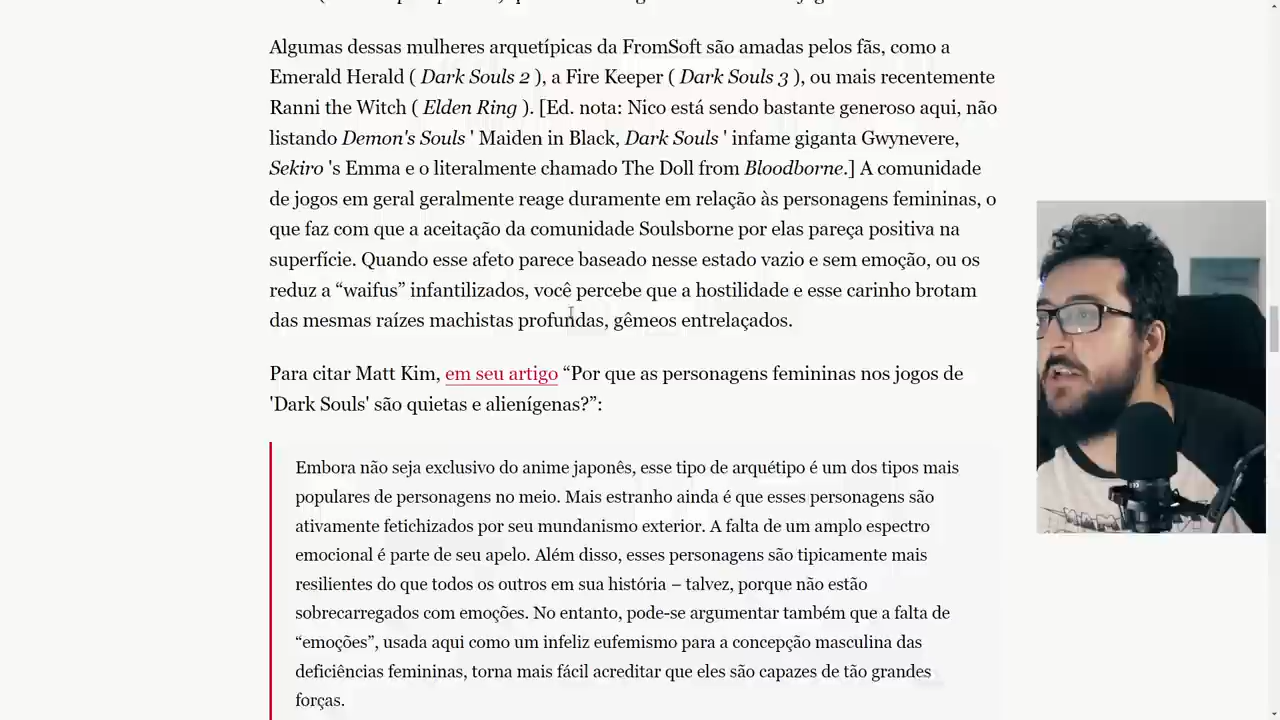 Algumas dessas mulheres arquetípicas da FromSoft são amadas pelos fãs, como a
Emerald Herald ( Dark Souls 2 ), a Fire Keeper ( Dark Souls 3 ), ou mais recentemente
Ranni the Witch ( Elden Ring ). [Ed. nota: Nico está sendo bastante generoso aqui, não
listando Demon's Souls ' Maiden in Black, Dark Souls ' infame giganta Gwynevere,
Sekiro 's Emma e o literalmente chamado The Doll from Bloodborne.] A comunidade
de jogos em geral geralmente reage duramente em relação às personagens femininas, o
que faz com que a aceitação da comunidade Soulsborne por elas pareça positiva na
superfície. Quando esse afeto parece baseado nesse estado vazio e sem emoção, ou os
reduz a “waifus” infantilizados, você percebe que a hostilidade e esse carinho brotam
das mesmas raízes machistas profundas, gêmeos entrelaçados.
Para citar Matt Kim, em seu artigo “Por que as personagens femininas nos jogos de
'Dark Souls' são quietas e alienígenas?”:
Embora não seja exclusivo do anime japonês, esse tipo de arquétipo é um dos tipos mais
populares de personagens no meio. Mais estranho ainda é que esses personagens são
ativamente fetichizados por seu mundanismo exterior. A falta de um amplo espectro
emocional é parte de seu apelo. Além disso, esses personagens são tipicamente mais
resilientes do que todos os outros em sua história – talvez, porque não estão
sobrecarregados com emoções. No entanto, pode-se argumentar também que a falta de
“emoções”, usada aqui como um infeliz eufemismo para a concepção masculina das
deficiências femininas, torna mais fácil acreditar que eles são capazes de tão grandes
forças.